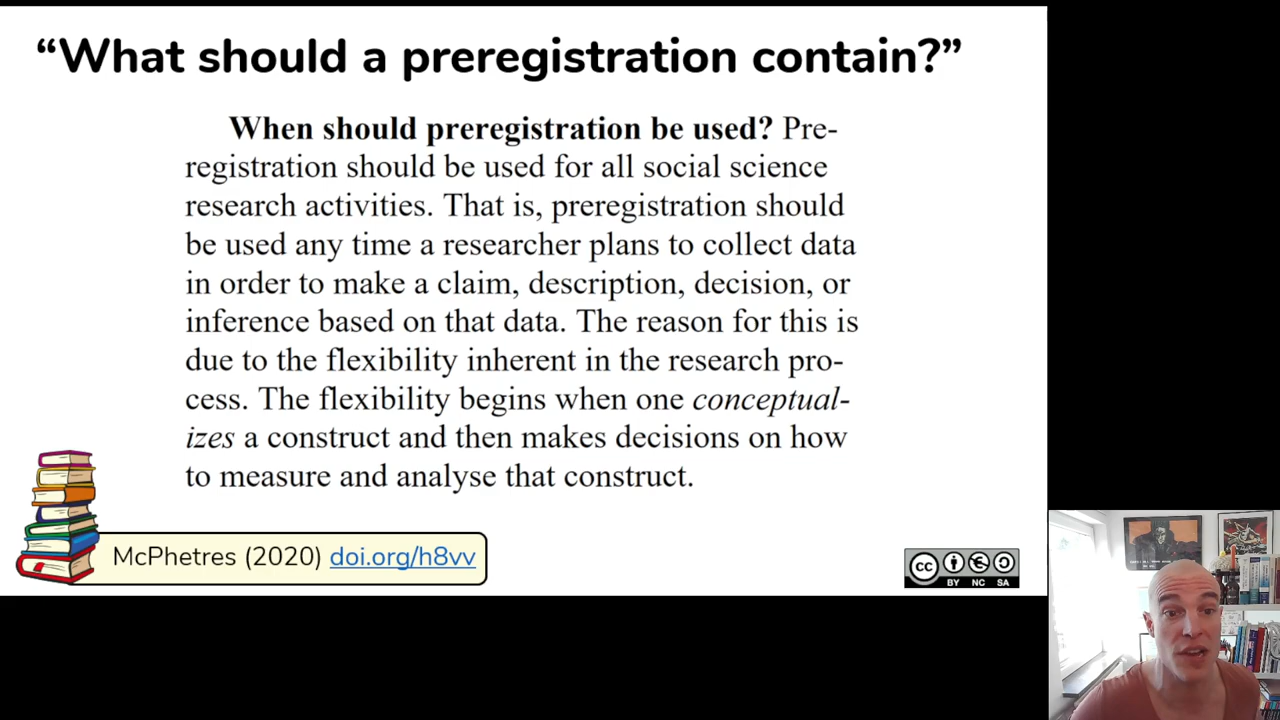 “What should a preregistration contain?”
When should preregistration be used? Pre-
registration should be used for all social science
research activities. That is, preregistration should
be used any time a researcher plans to collect data
in order to make a claim, description, decision, or
inference based on that data. The reason for this is
due to the flexibility inherent in the research pro-
cess. The flexibility begins when one conceptual-
izes a construct and then makes decisions on how
to measure and analyse that construct.
McPhetres (2020) doi.org/h8vv
cc
BY NC SA